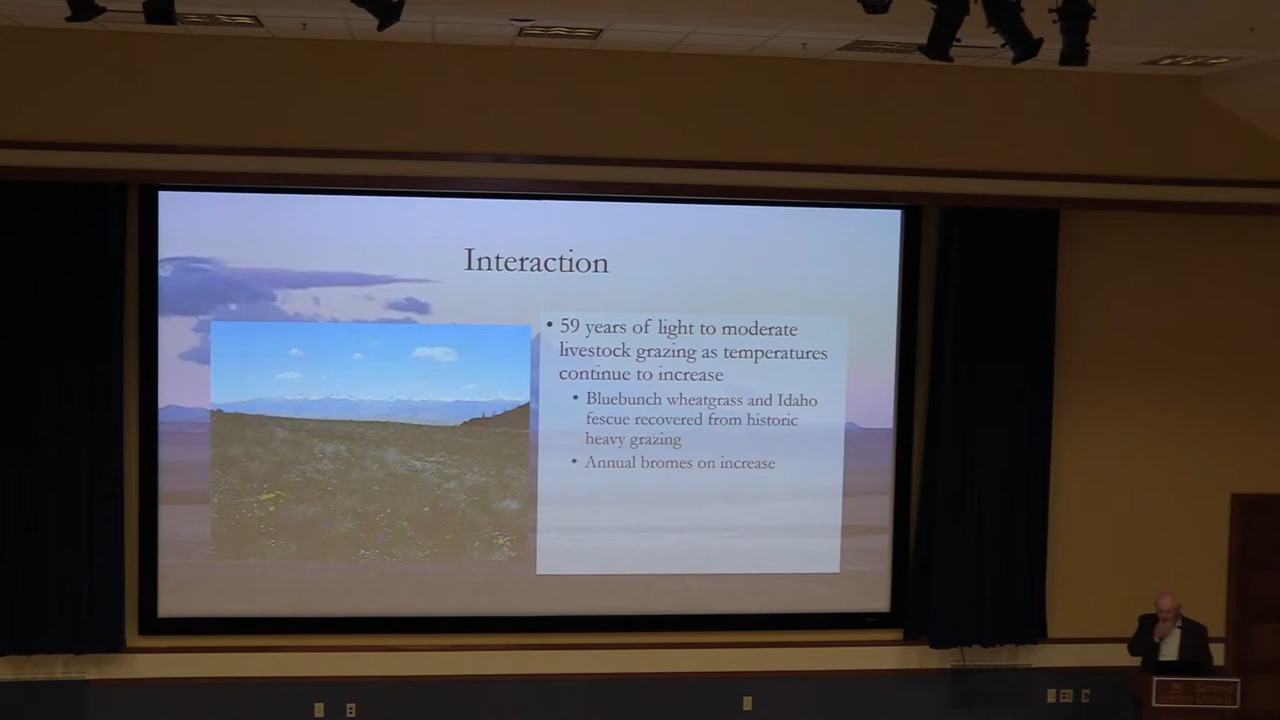 Interaction
• 59 years of light to moderate
livestock grazing as temperatures
continue to increase
• Bluebunch wheatgrass and Idaho
fescue recovered from historic
heavy grazing
• Annual bromes on increase